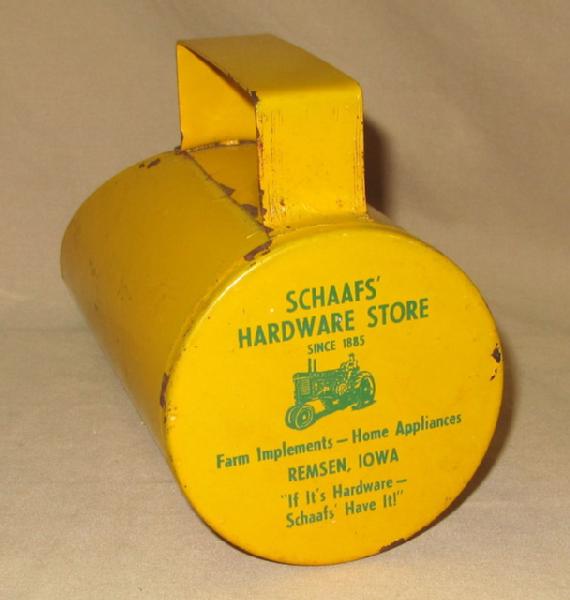 SCHAAFS'
HARDWARE STORE
SINCE 1885
Farm Implements — Home Appliances
REMSEN, IOWA
"If It's Hardware —
Schaafs' Have It!"